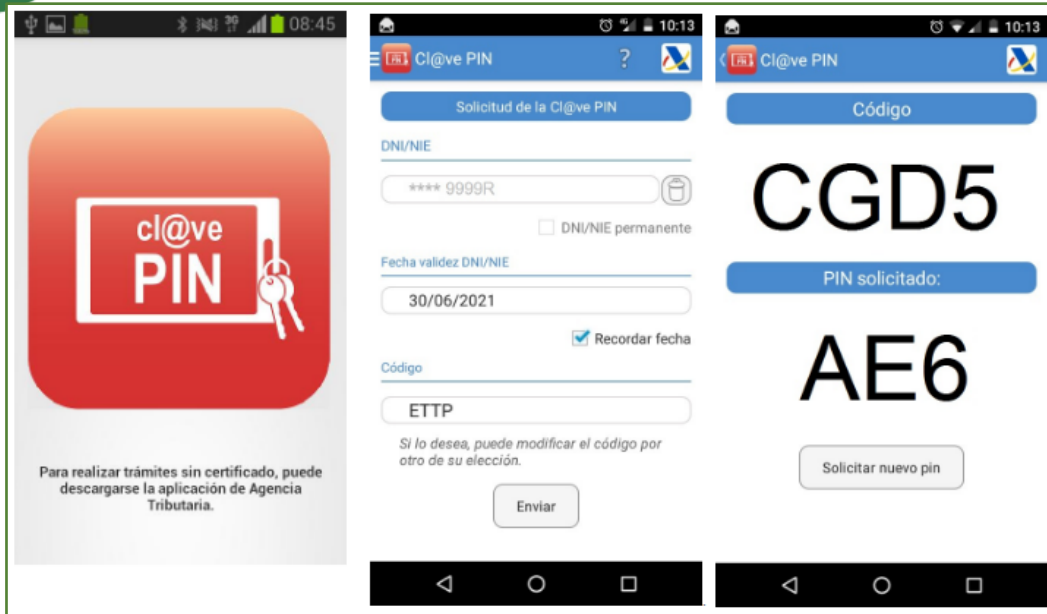 3G 08:45
cl@ve
PIN
Para realizar trámites sin certificado, puede
descargarse la aplicación de Agencia
Tributaria.
4G 10:13
Cl@ve PIN ?
Solicitud de la Cl@ve PIN
DNI/NIE
**** 9999R
DNI/NIE permanente
Fecha validez DNI/NIE
30/06/2021
Recordar fecha
Código
ETTP
Si lo desea, puede modificar el código por
otro de su elección.
Enviar
10:13
Cl@ve PIN
Código
CGD5
PIN solicitado:
AE6
Solicitar nuevo pin